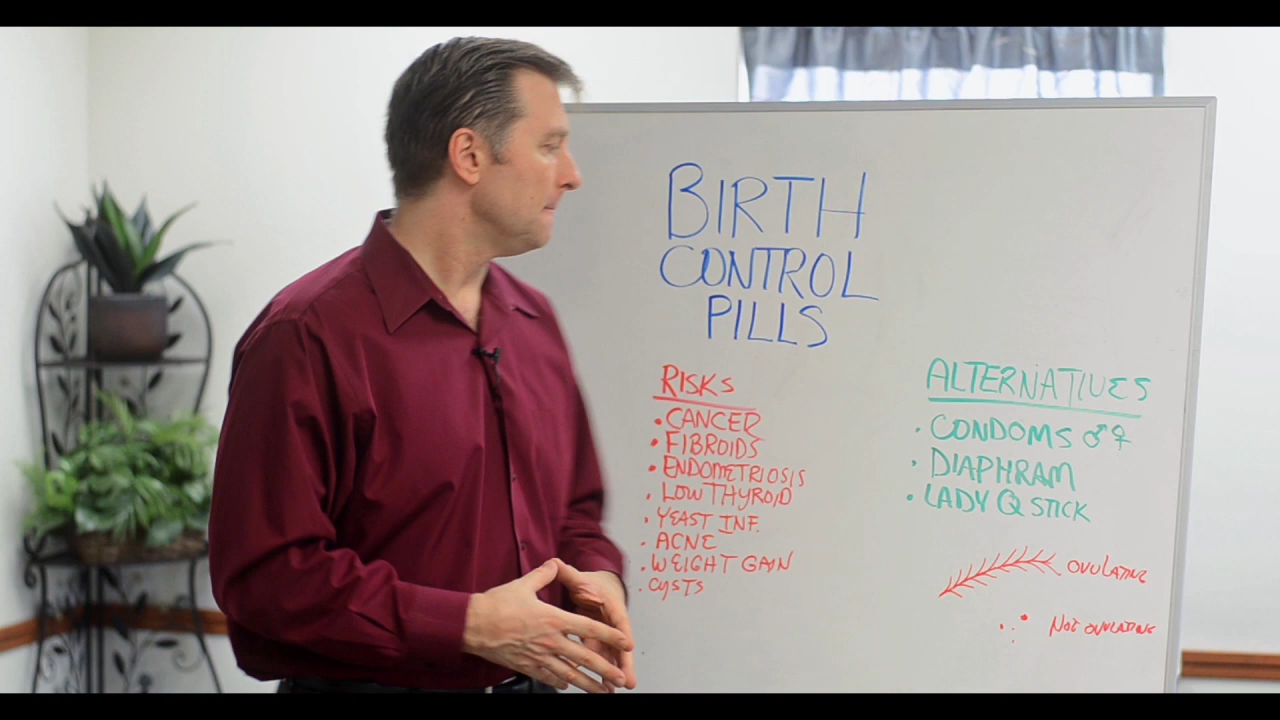 BIRTH
CONTROL
PILLS
RISKS
• CANCER
• FIBROIDS
• ENDOMETRIOSIS
• LOW THYROID
• YEAST INF.
• ACNE
• WEIGHT GAIN
• CYSTS
ALTERNATIVES
• CONDOMS ♂♀
• DIAPHRAM
• LADY Q STICK
OVULATING
NOT OVULATING